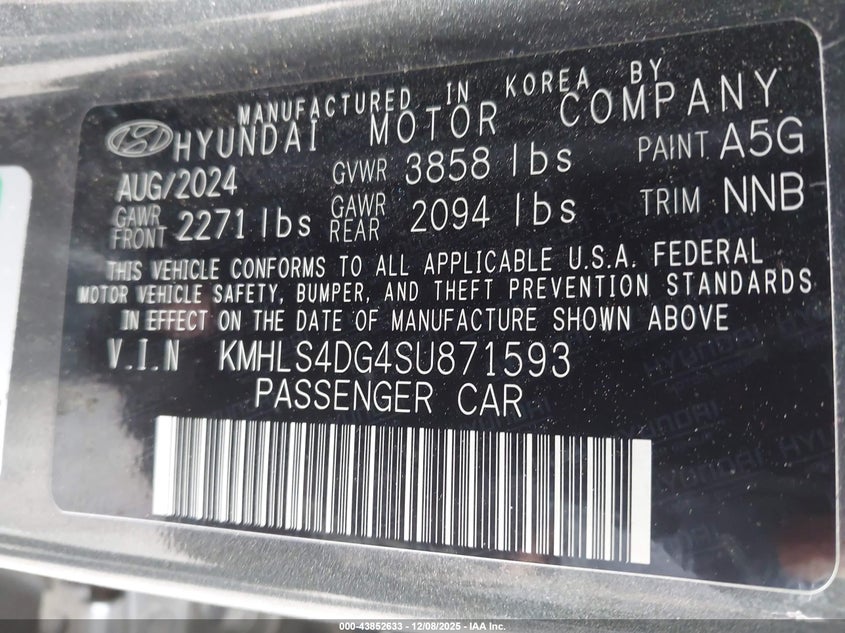 MANUFACTURED IN KOREA BY
HYUNDAI MOTOR COMPANY
AUG/2024 GVWR 3858 lbs PAINT A5G
GAWR FRONT 2271 lbs GAWR REAR 2094 lbs TRIM NNB
THIS VEHICLE CONFORMS TO ALL APPLICABLE U.S.A. FEDERAL
MOTOR VEHICLE SAFETY, BUMPER, AND THEFT PREVENTION STANDARDS
IN EFFECT ON THE DATE OF MANUFACTURE SHOWN ABOVE
V.I.N KMHLS4DG4SU871593
PASSENGER CAR
HYUNDAI HYUNDAI
000-43852633 - 12/08/2025 - IAA Inc.